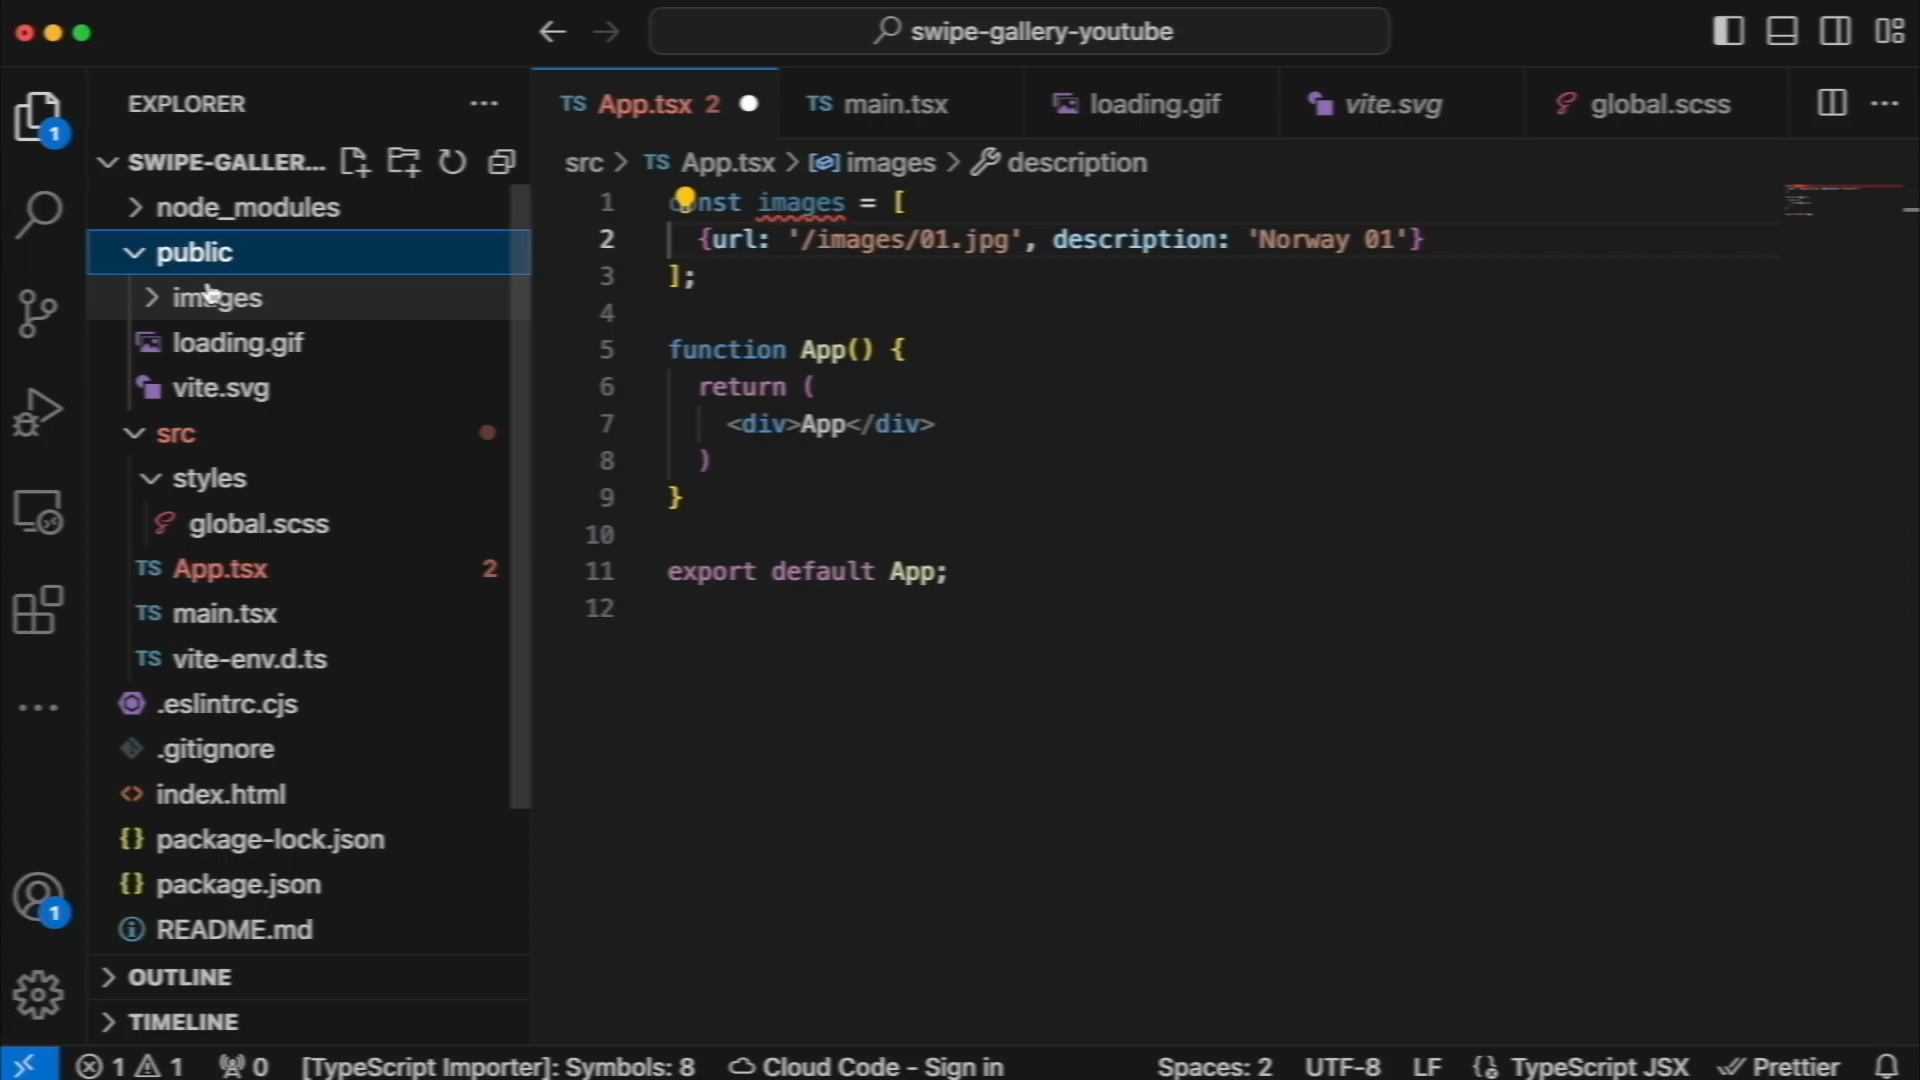 swipe-gallery-youtube
EXPLORER
TS App.tsx 2
TS main.tsx
loading.gif
vite.svg
global.scss
SWIPE-GALLER...
src > TS App.tsx > images > description
node_modules
public
images
loading.gif
vite.svg
src
styles
global.scss
TS App.tsx 2
TS main.tsx
TS vite-env.d.ts
.eslintrc.cjs
.gitignore
<> index.html
{} package-lock.json
{} package.json
README.md
OUTLINE
TIMELINE
1
1
1 const images = [
2 {url: '/images/01.jpg', description: 'Norway 01'}
3 ];
4
5 function App() {
6 return (
7 <div>App</div>
8 )
9 }
10
11 export default App;
12
1 1 0 [TypeScript Importer]: Symbols: 8 Cloud Code - Sign in Spaces: 2 UTF-8 LF {} TypeScript JSX Prettier